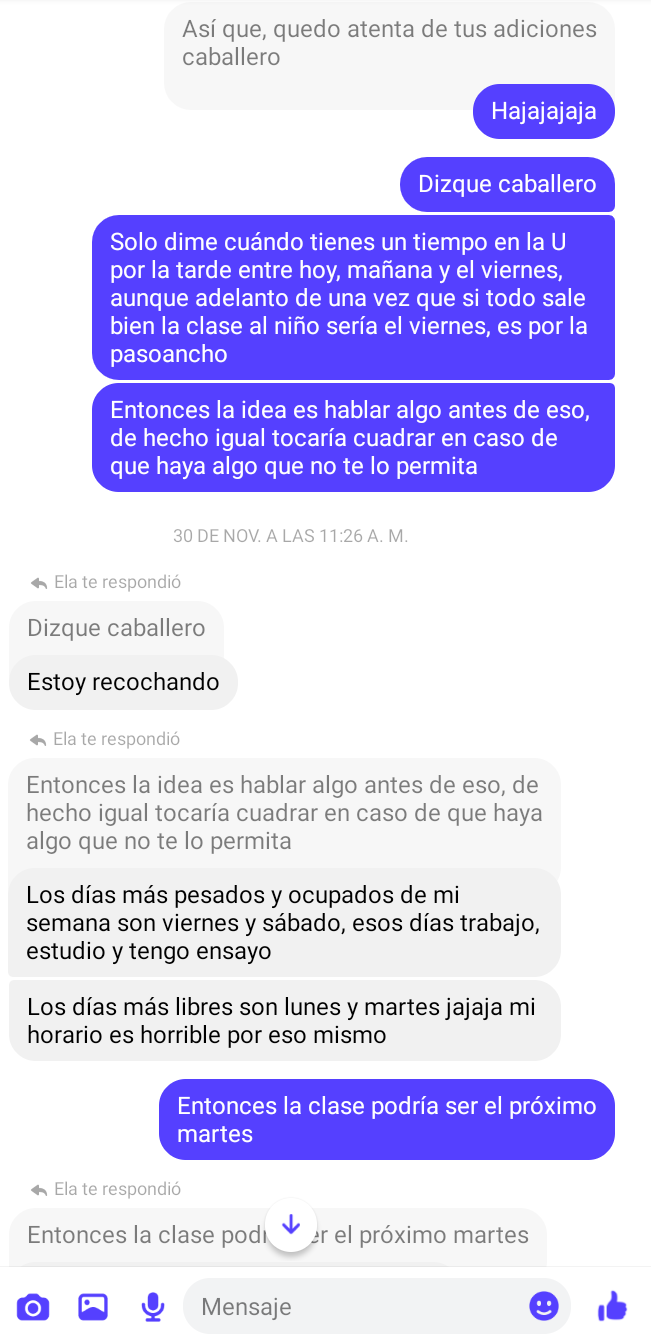 Así que, quedo atenta de tus adiciones
caballero
Hajajajaja
Dizque caballero
Solo dime cuándo tienes un tiempo en la U
por la tarde entre hoy, mañana y el viernes,
aunque adelanto de una vez que si todo sale
bien la clase al niño sería el viernes, es por la
pasoancho
Entonces la idea es hablar algo antes de eso,
de hecho igual tocaría cuadrar en caso de
que haya algo que no te lo permita
30 DE NOV. A LAS 11:26 A. M.
Ela te respondió
Dizque caballero
Estoy recochando
Ela te respondió
Entonces la idea es hablar algo antes de eso, de
hecho igual tocaría cuadrar en caso de que haya
algo que no te lo permita
Los días más pesados y ocupados de mi
semana son viernes y sábado, esos días trabajo,
estudio y tengo ensayo
Los días más libres son lunes y martes jajaja mi
horario es horrible por eso mismo
Entonces la clase podría ser el próximo
martes
Ela te respondió
Entonces la clase el próximo martes
Mensaje